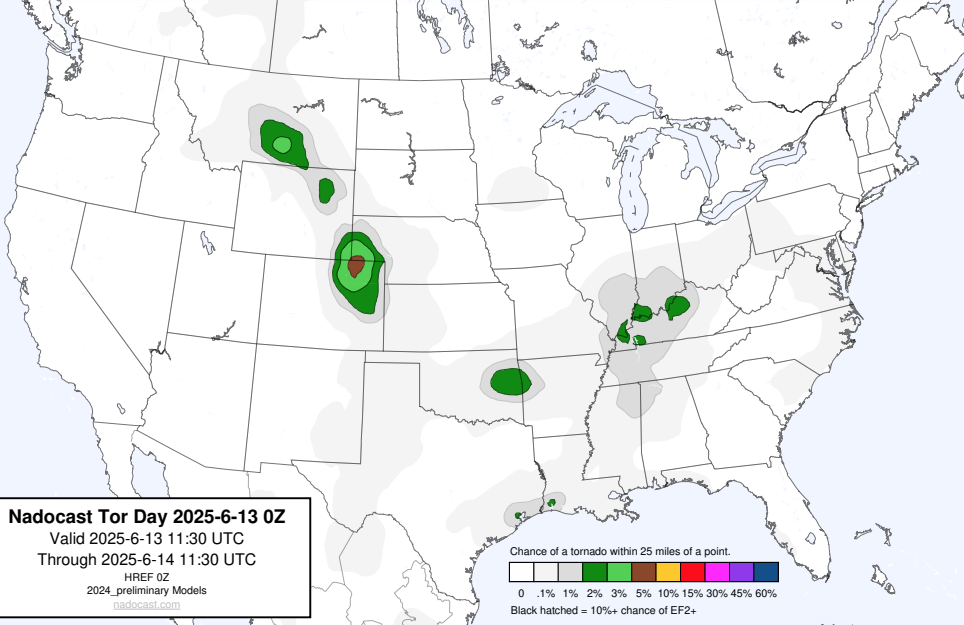 Nadocast Tor Day 2025-6-13 0Z
Valid 2025-6-13 11:30 UTC
Through 2025-6-14 11:30 UTC
HREF 0Z
2024_preliminary Models
nadocast.com
Chance of a tornado within 25 miles of a point.
0 .1% 1% 2% 3% 5% 10% 15% 30% 45% 60%
Black hatched = 10%+ chance of EF2+